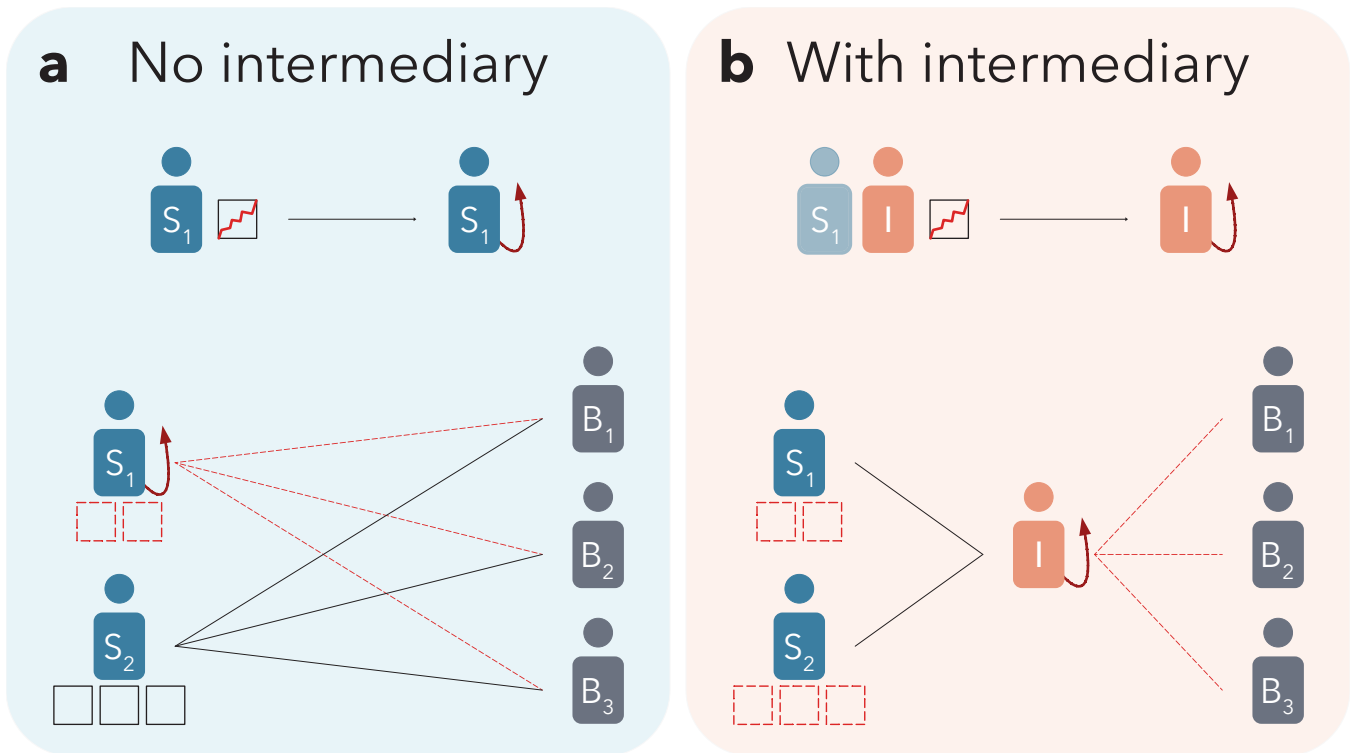 a No intermediary
S1 S1
S1
S2
B1
B2
B3
b With intermediary
S1 I I
S1
S2
I
B1
B2
B3